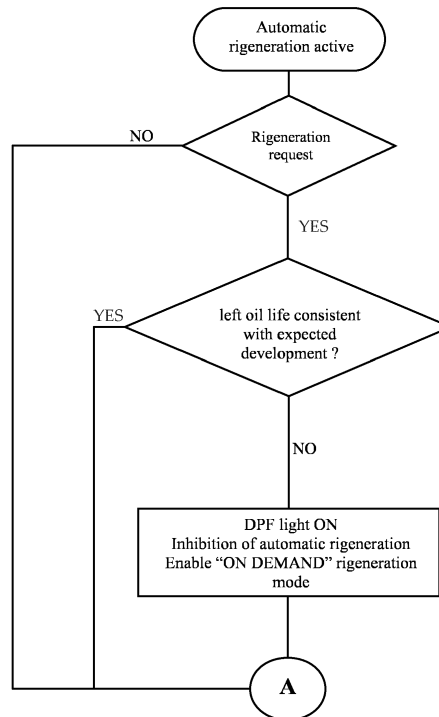 Automatic
rigeneration active
NO
Rigeneration
request
YES
YES
left oil life consistent
with expected
development ?
NO
DPF light ON
Inhibition of automatic rigeneration
Enable “ON DEMAND” rigeneration
mode
A